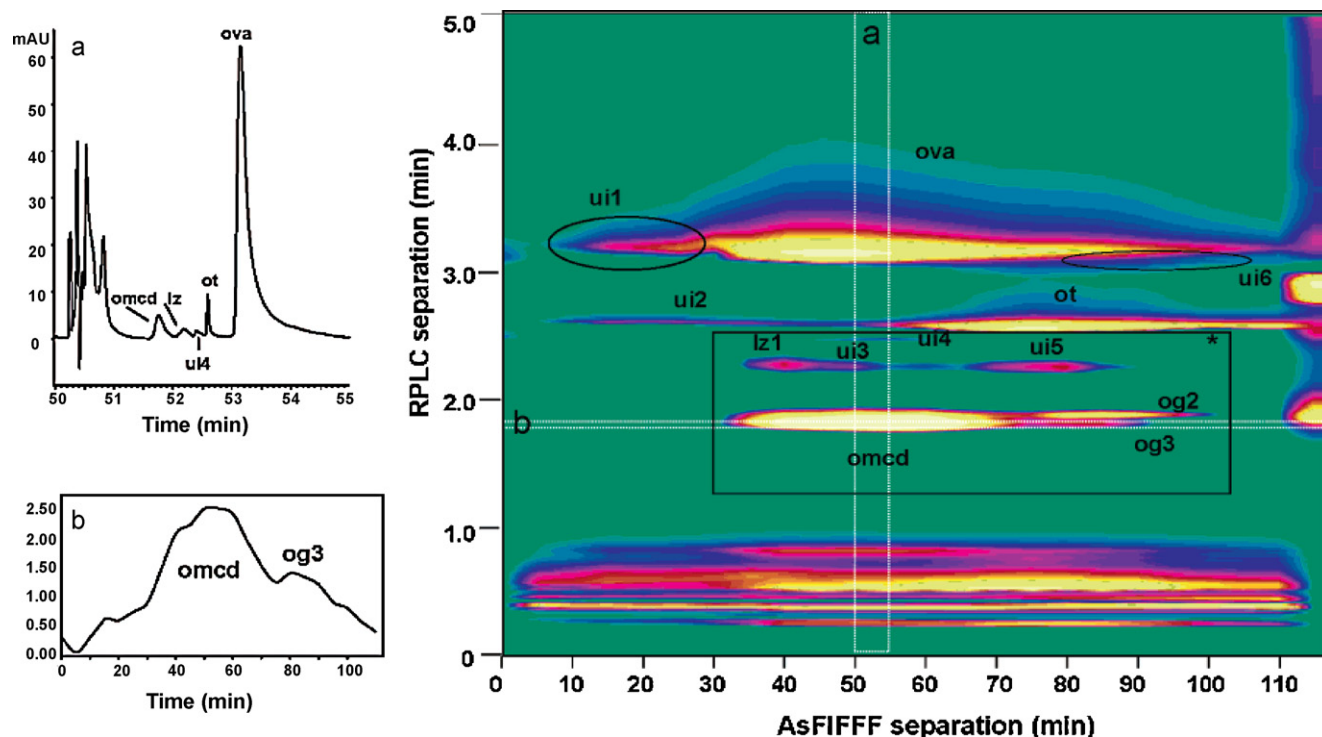 a
mAU
60
50
40
30
20
10
0
ova
omcd
lz
ot
ui4
50 51 52 53 54 55
Time (min)
b
2.50
2.00
1.50
1.00
0.50
0.00
omcd
og3
0 20 40 60 80 100
Time (min)
RPLC separation (min)
5.0
4.0
3.0
2.0
1.0
0
a
ova
ui1
ui6
ui2
ot
lz1
ui3
ui4
ui5
*
og2
b
og3
omcd
0 10 20 30 40 50 60 70 80 90 100 110
AsFlFFF separation (min)